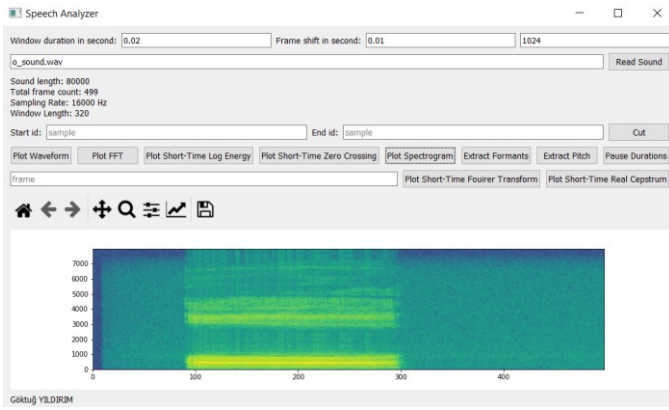 Speech Analyzer
Window duration in second: 0.02 Frame shift in second: 0.01 1024
o_sound.wav Read Sound
Sound length: 80000
Total frame count: 499
Sampling Rate: 16000 Hz
Window Length: 320
Start id: sample End id: sample Cut
Plot Waveform Plot FFT Plot Short-Time Log Energy Plot Short-Time Zero Crossing Plot Spectrogram Extract Formants Extract Pitch Pause Durations
frame Plot Short-Time Fouirer Transform Plot Short-Time Real Cepstrum
7000
6000
5000
4000
3000
2000
1000
0
0 100 200 300 400
Göktuğ YILDIRIM